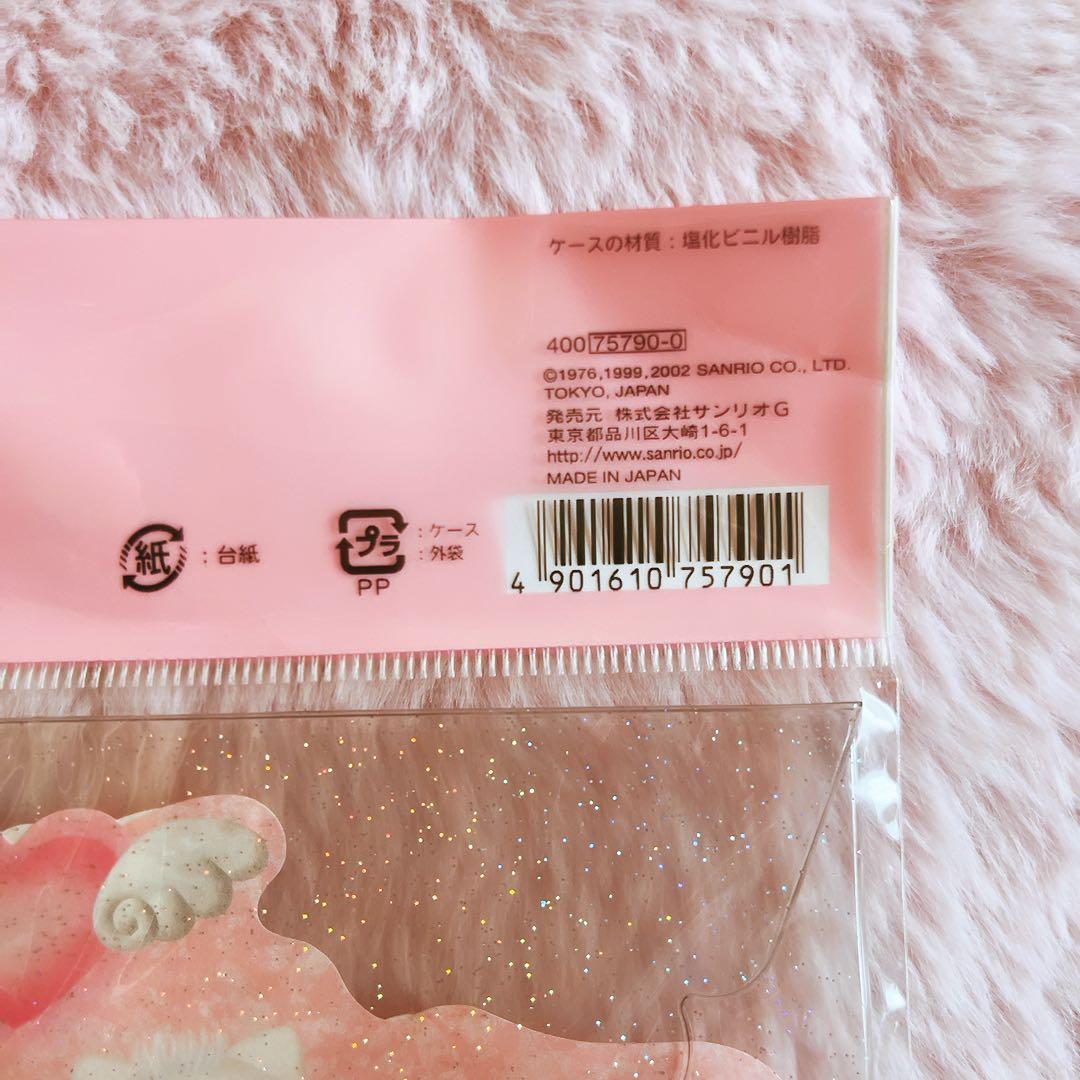 ケースの材質：塩化ビニル樹脂
400 75790-0
©1976,1999,2002 SANRIO CO., LTD.
TOKYO, JAPAN
発売元 株式会社サンリオG
東京都品川区大崎1-6-1
http://www.sanrio.co.jp/
MADE IN JAPAN
紙：台紙
プラ：ケース
：外袋
PP
4 901610 757901